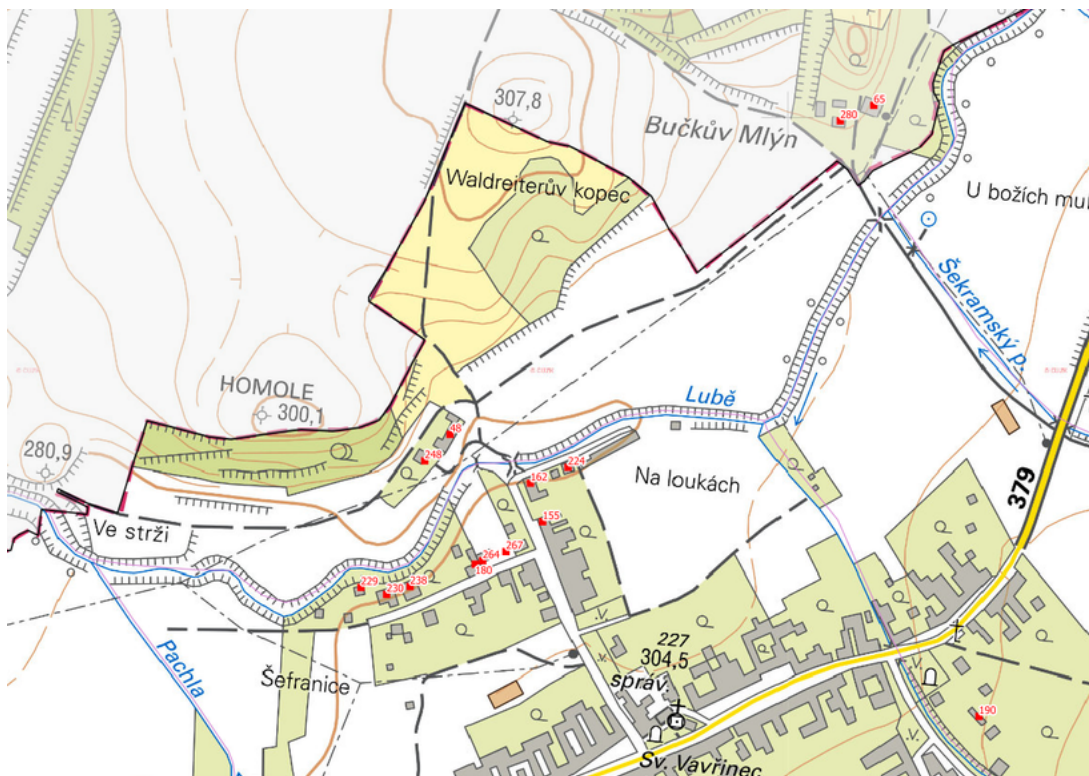 307,8
65
280
Bučkův Mlýn
Waldreiterův kopec
U božích mu
Šekramský p.
HOMOLE
300,1
Lubě
280,9
48
248
224
162
Na loukách
379
155
Ve strži
267
264
180
229
230
238
Pachla
Šefranice
227
304,5
správ.
190
Sv. Vavřinec